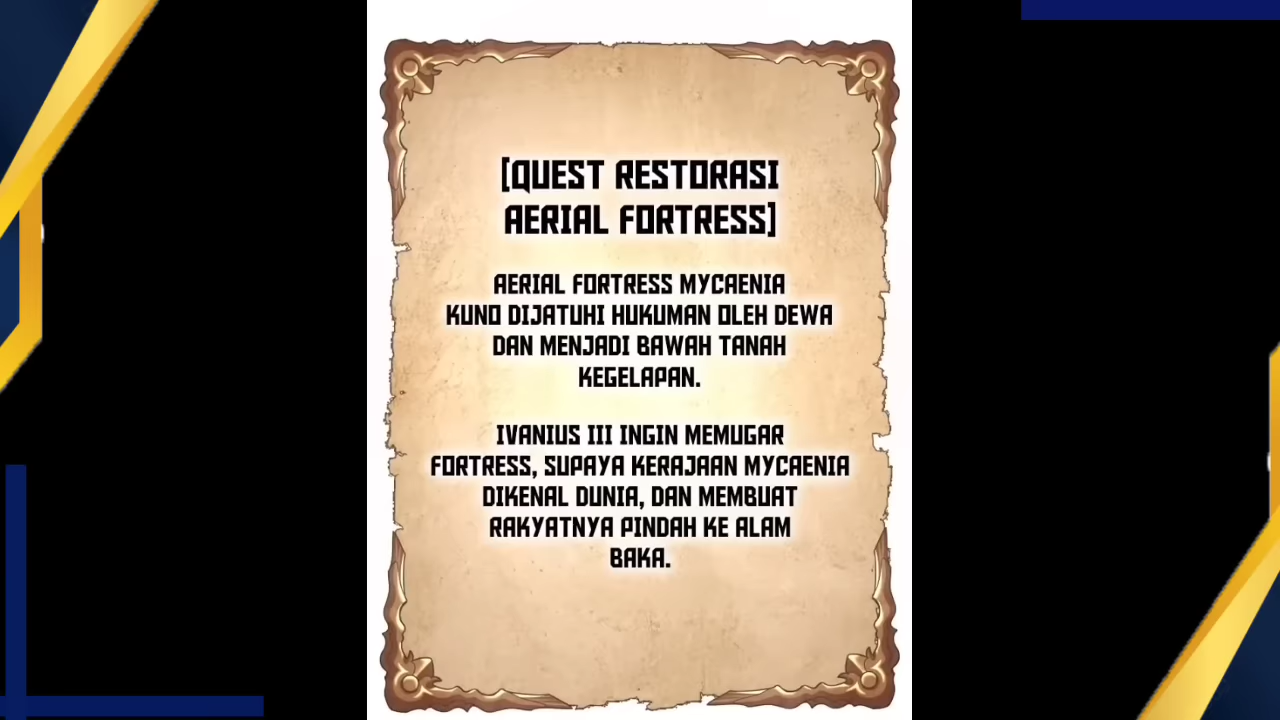 [QUEST RESTORASI
AERIAL FORTRESS]
AERIAL FORTRESS MYCAENIA
KUNO DIJATUHI HUKUMAN OLEH DEWA
DAN MENJADI BAWAH TANAH
KEGELAPAN.
IVANIUS III INGIN MEMUGAR
FORTRESS, SUPAYA KERAJAAN MYCAENIA
DIKENAL DUNIA, DAN MEMBUAT
RAKYATNYA PINDAH KE ALAM
BAKA.